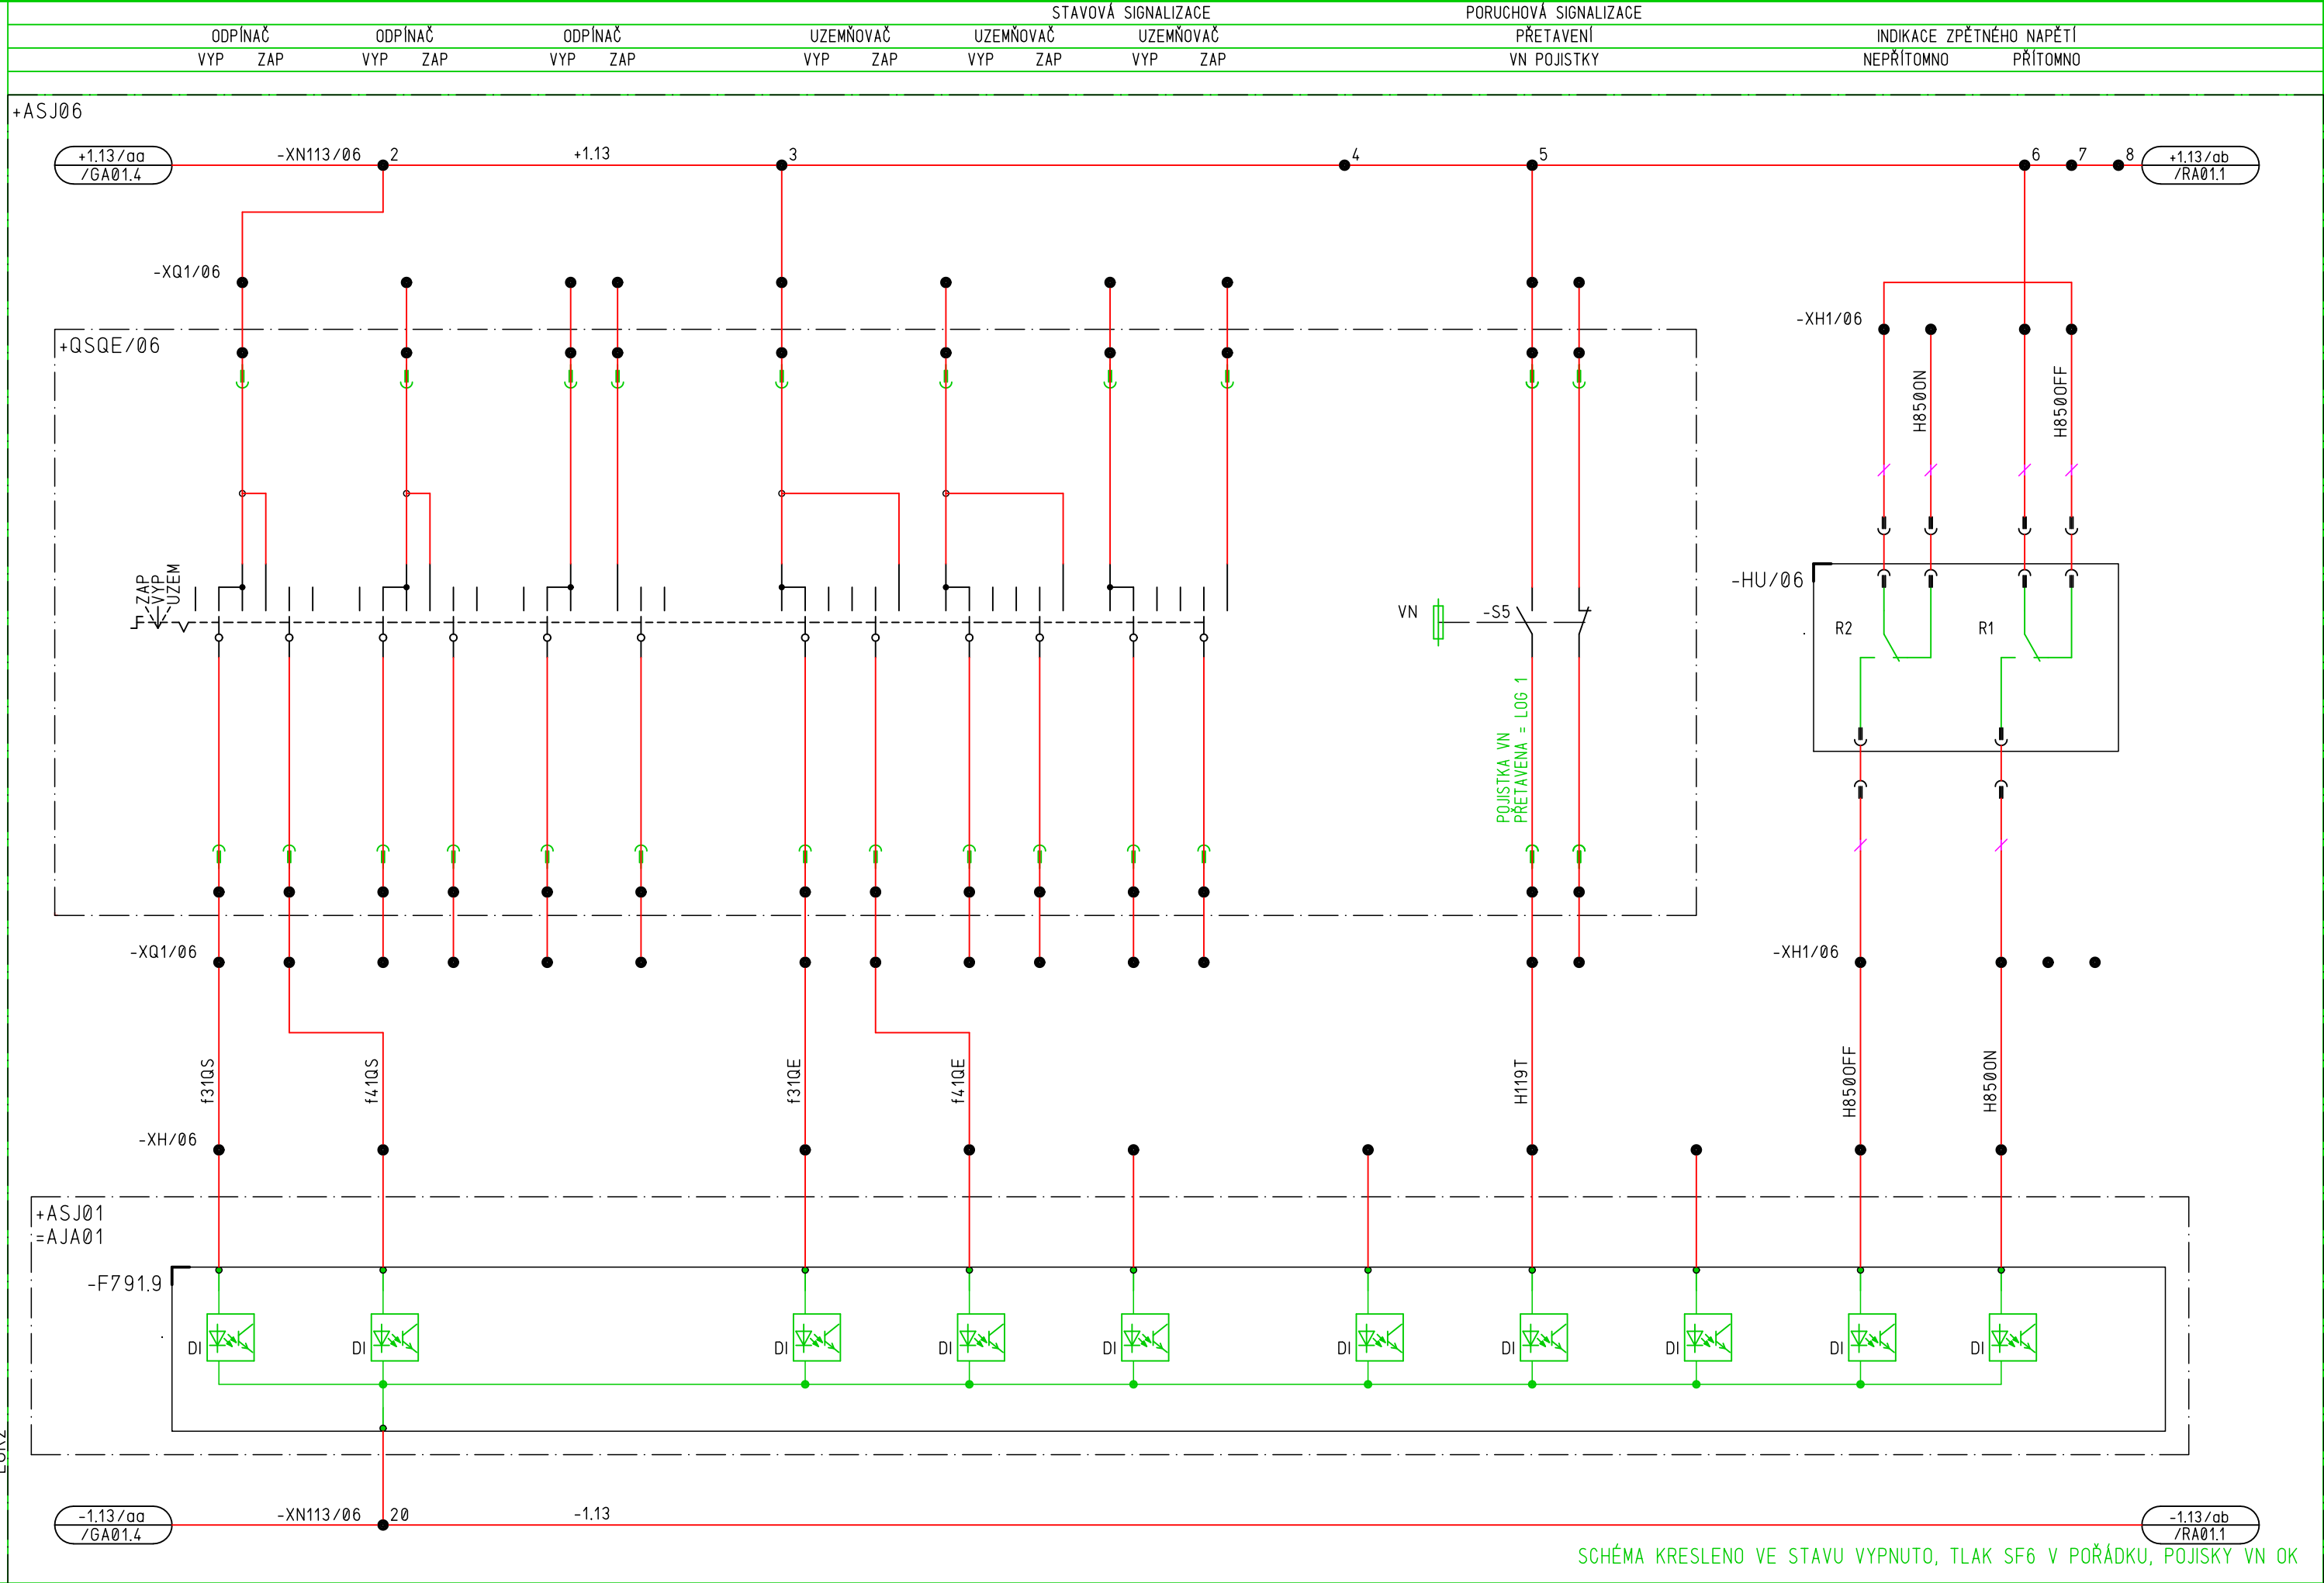 STAVOVÁ SIGNALIZACE PORUCHOVÁ SIGNALIZACE
ODPÍNAČ ODPÍNAČ ODPÍNAČ UZEMŇOVAČ UZEMŇOVAČ UZEMŇOVAČ PŘETAVENÍ INDIKACE ZPĚTNÉHO NAPĚTÍ
VYP ZAP VYP ZAP VYP ZAP VYP ZAP VYP ZAP VYP ZAP VN POJISTKY NEPŘÍTOMNO PŘÍTOMNO
+ASJ06
+1.13/aa -XN113/06 2 +1.13 3 4 5 6 7 8 +1.13/ab
/GA01.4 /RA01.1
-XQ1/06
-XH1/06
+QSQE/06
H850ON
H850OFF
ZAP
VYP
UZEM
VN
-S5
-HU/06
R2
R1
POJISTKA VN
PŘETAVENA = LOG 1
-XQ1/06
-XH1/06
f31QS
f41QS
f31QE
f41QE
H119T
H850OFF
H850ON
-XH/06
+ASJ01
=AJA01
-F791.9
DI DI DI DI DI DI DI DI DI DI
-1.13/aa -XN113/06 20 -1.13 -1.13/ab
/GA01.4 /RA01.1
SCHÉMA KRESLENO VE STAVU VYPNUTO, TLAK SF6 V POŘÁDKU, POJISKY VN OK